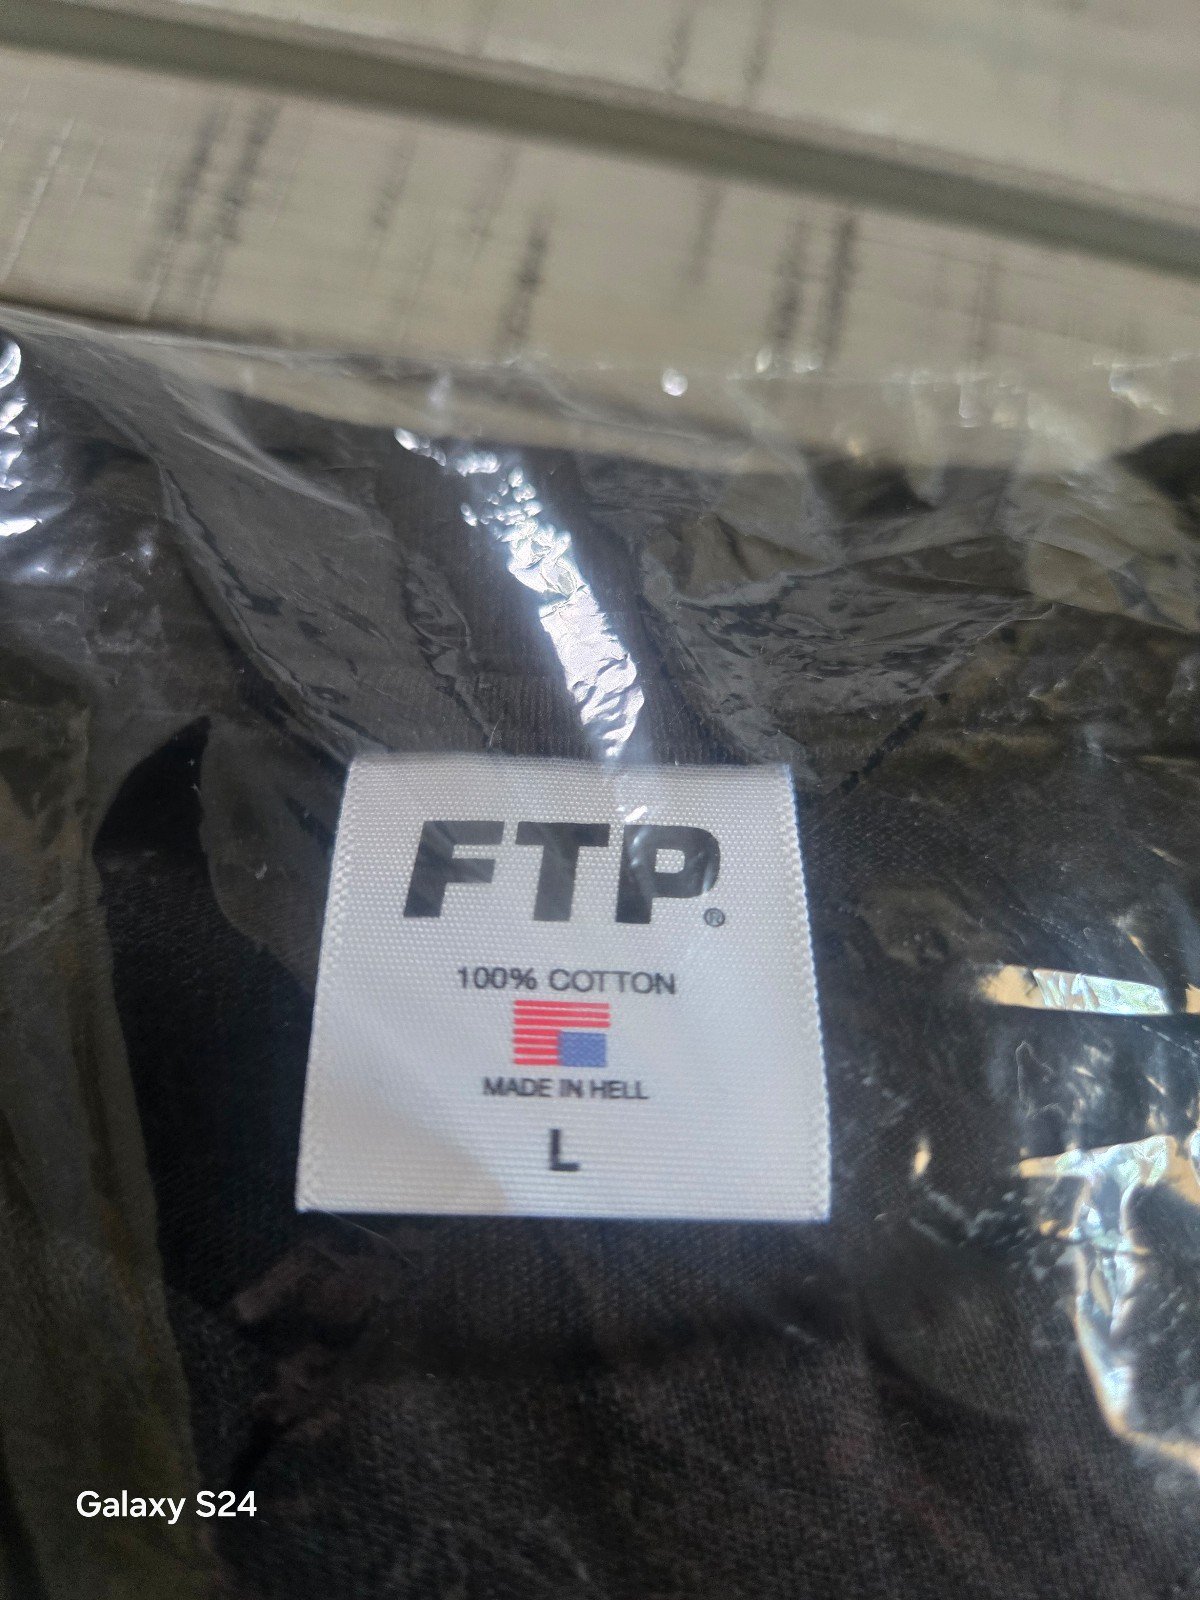 FTP®
100% COTTON
MADE IN HELL
L
Galaxy S24